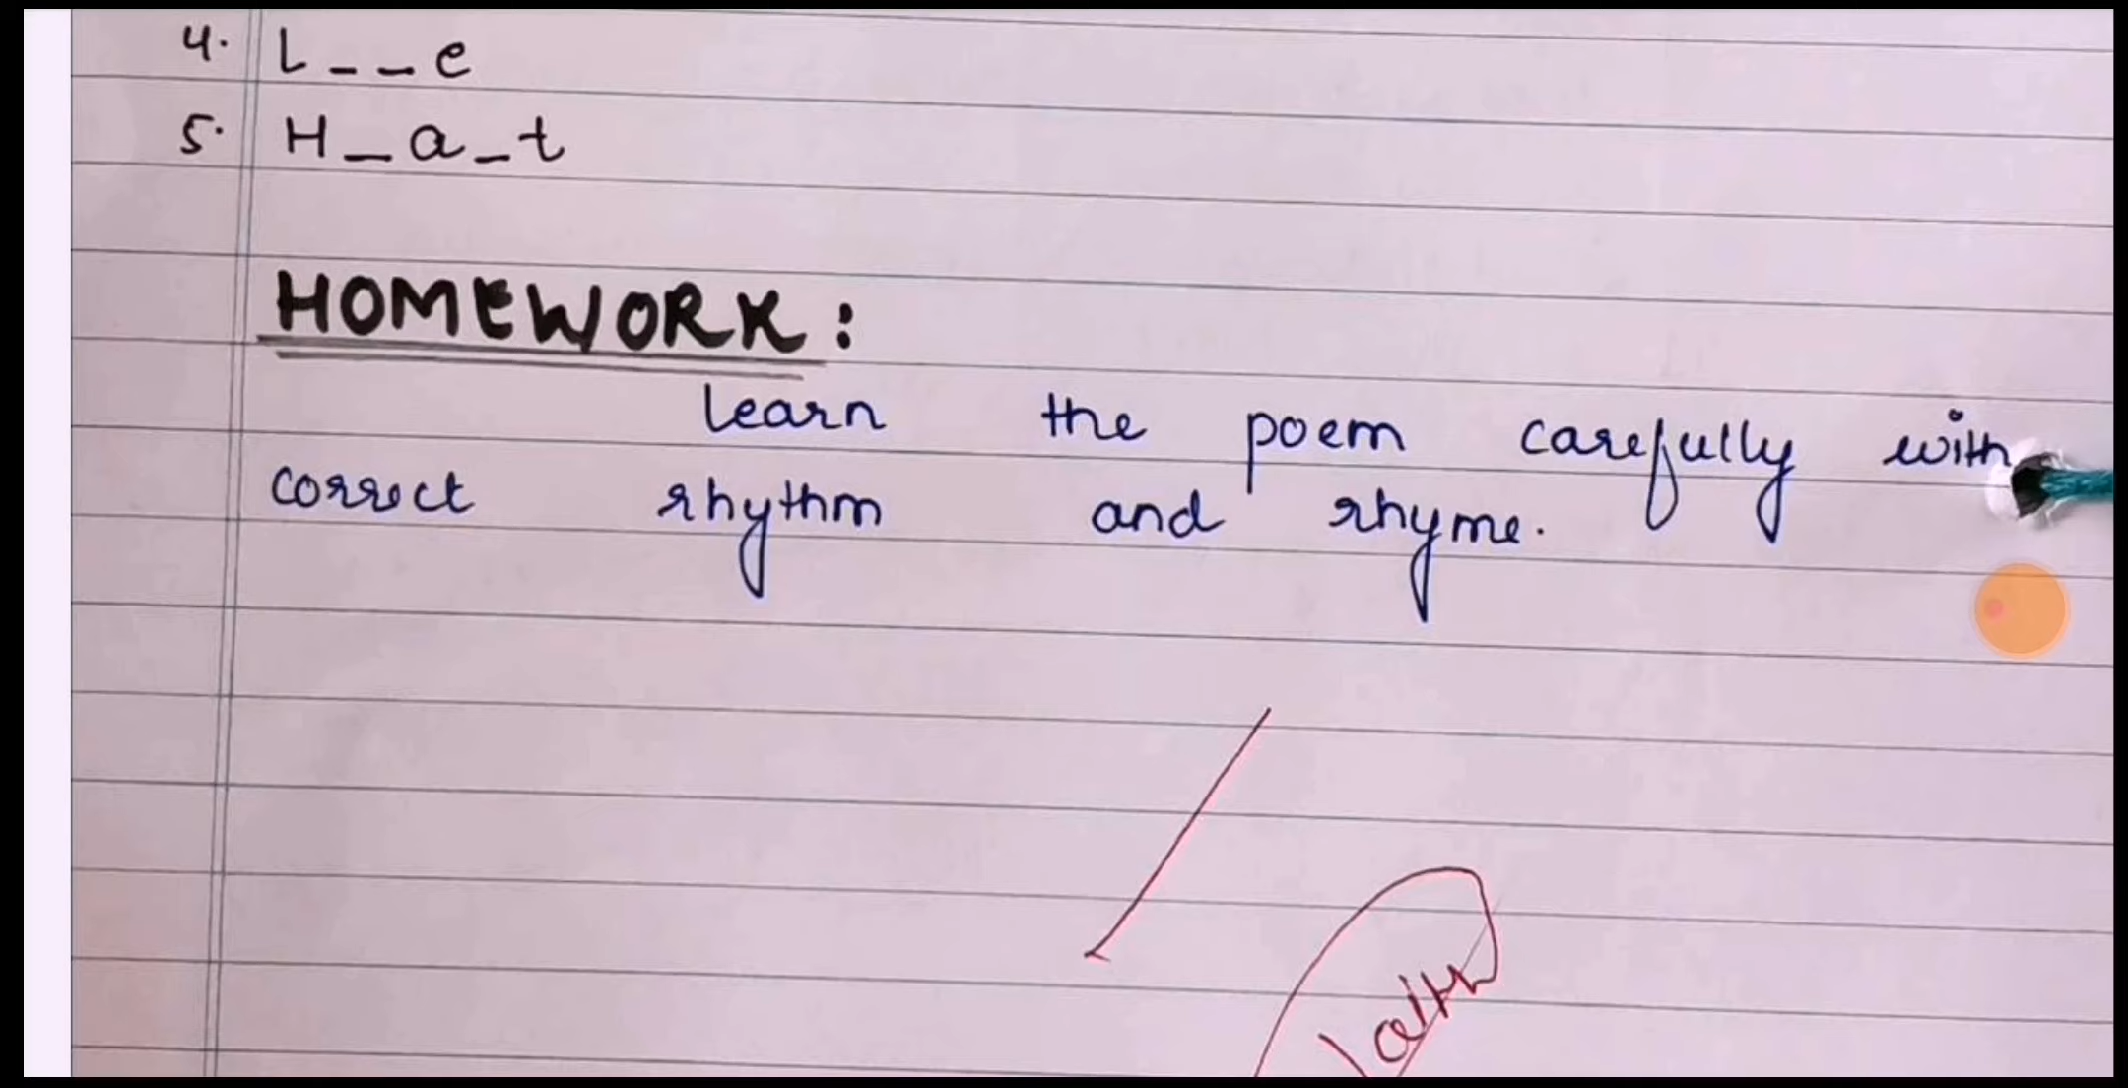 4. L _ _ e
5. H _ a _ t
HOMEWORK :
Learn the poem carefully with
correct rhythm and rhyme.